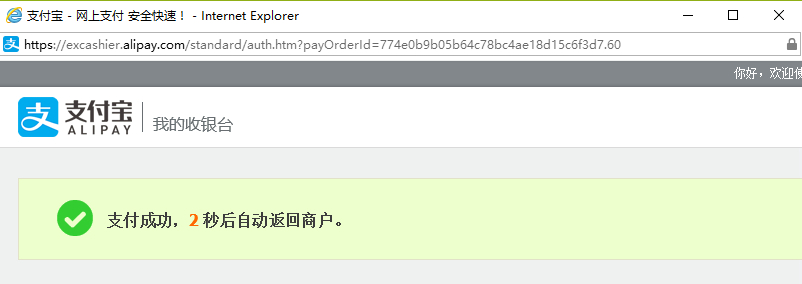 支付宝 - 网上支付 安全快速！ - Internet Explorer
https://excashier.alipay.com/standard/auth.htm?payOrderId=774e0b9b05b64c78bc4ae18d15c6f3d7.60
你好，欢迎使
支 支付宝 ALIPAY 我的收银台
支付成功，2 秒后自动返回商户。